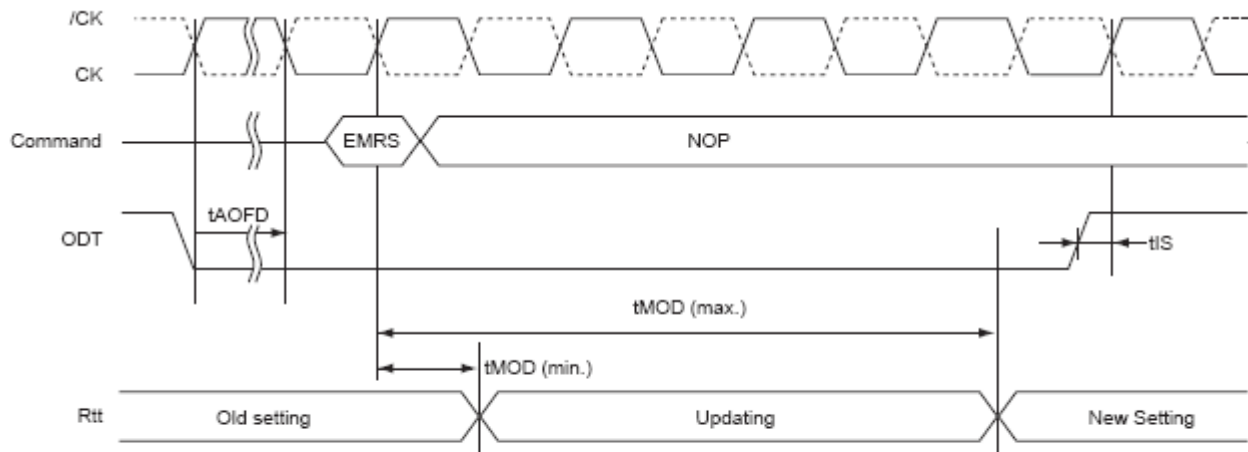 /CK
CK
Command
EMRS
NOP
ODT
tAOFD
tIS
tMOD (max.)
tMOD (min.)
Rtt
Old setting
Updating
New Setting